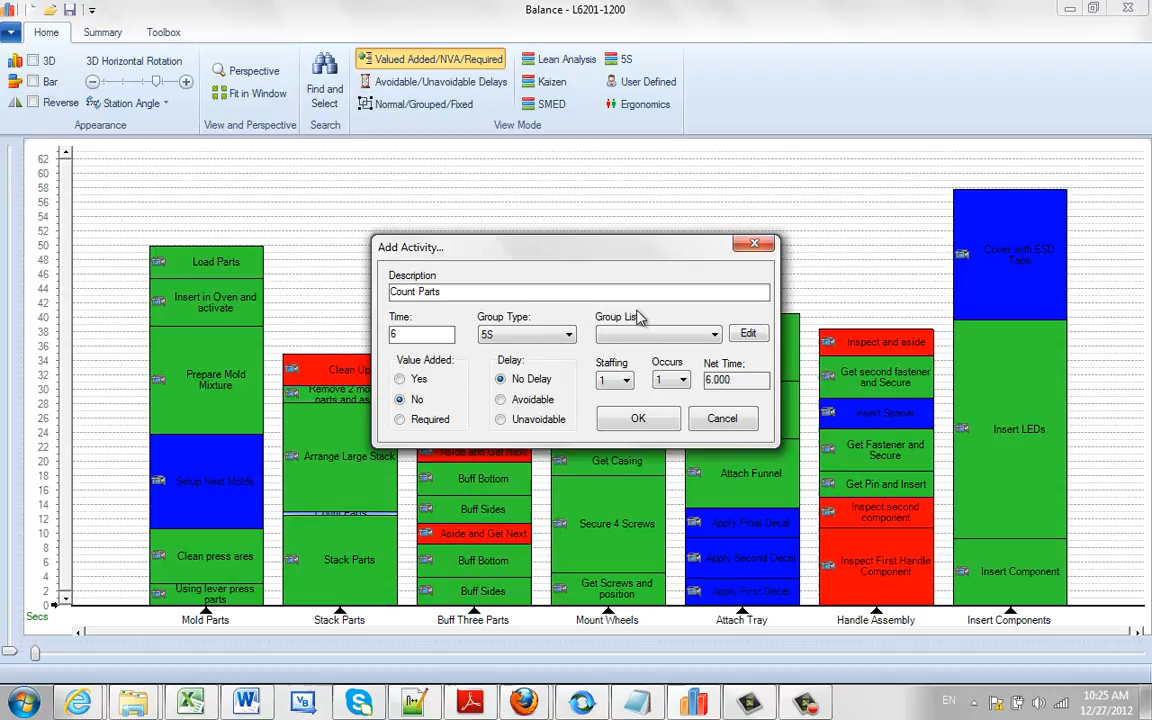 Balance - L6201-1200
Home
Summary
Toolbox
3D
3D Horizontal Rotation
Bar
Reverse
Station Angle
Appearance
Perspective
Fit in Window
View and Perspective
Find and
Select
Search
Valued Added/NVA/Required
Avoidable/Unavoidable Delays
Normal/Grouped/Fixed
Lean Analysis
Kaizen
SMED
5S
User Defined
Ergonomics
View Mode
62
60
58
56
54
52
50
48
46
44
42
40
38
36
34
32
30
28
26
24
22
20
18
16
14
12
10
8
6
4
2
0
Secs
Load Parts
Insert in Oven and
activate
Prepare Mold
Mixture
Setup Next Molds
Clean press ares
Using lever press
parts
Mold Parts
Clean Up
Remove 2 mo
parts and as
Arrange Large Stack
Count Parts
Stack Parts
Stack Parts
Aside and Get Next
Buff Bottom
Buff Sides
Aside and Get Next
Buff Bottom
Buff Sides
Buff Three Parts
Get Casing
Secure 4 Screws
Get Screws and
position
Mount Wheels
Attach Funnel
Apply Final Decal
Apply Second Decal
Apply First Decal
Attach Tray
Inspect and aside
Get second fastener
and Secure
Insert Spacer
Get Fastener and
Secure
Get Pin and Insert
Inspect second
component
Inspect First Handle
Component
Handle Assembly
Cover with ESD
Tape
Insert LEDs
Insert Component
Insert Components
Add Activity...
Description
Count Parts
Time:
6
Group Type:
5S
Group List
Edit
Value Added:
Yes
No
Required
Delay:
No Delay
Avoidable
Unavoidable
Staffing
1
Occurs
1
Net Time:
6.000
OK
Cancel
EN
10:25 AM
12/27/2012